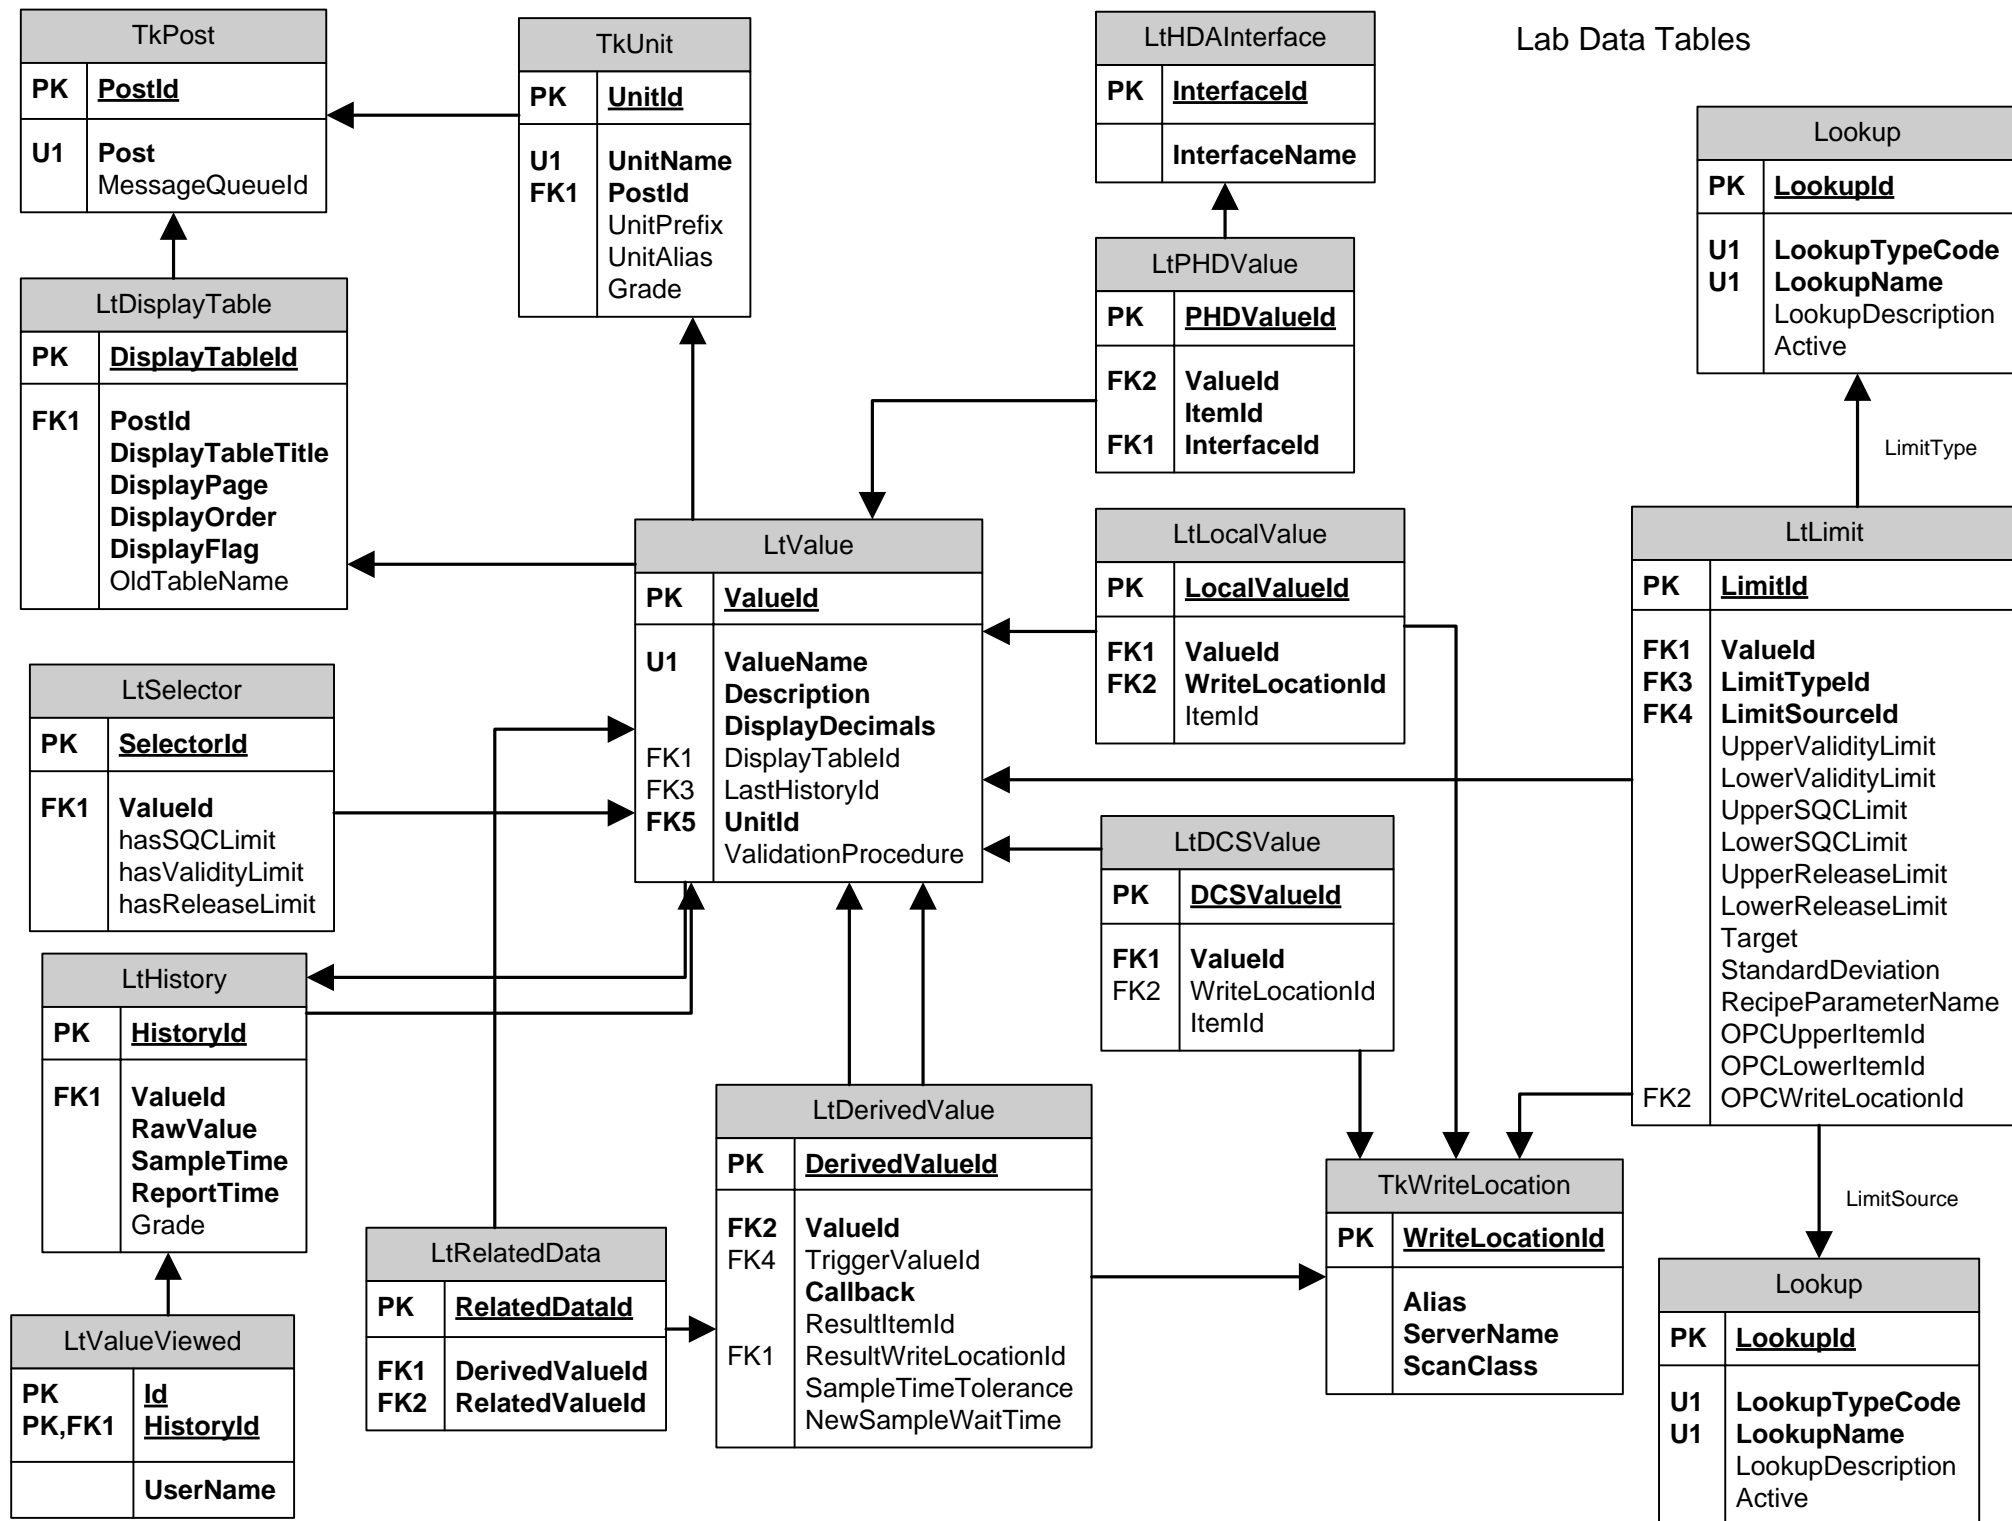 Lab Data Tables
TkPost
PK PostId
U1 Post
MessageQueueId
TkUnit
PK UnitId
U1 UnitName
FK1 PostId
UnitPrefix
UnitAlias
Grade
LtHDAInterface
PK InterfaceId
InterfaceName
Lookup
PK LookupId
U1 LookupTypeCode
U1 LookupName
LookupDescription
Active
LtPHDValue
PK PHDValueId
FK2 ValueId
ItemId
FK1 InterfaceId
LtDisplayTable
PK DisplayTableId
FK1 PostId
DisplayTableTitle
DisplayPage
DisplayOrder
DisplayFlag
OldTableName
LimitType
LtValue
PK ValueId
U1 ValueName
Description
DisplayDecimals
FK1 DisplayTableId
FK3 LastHistoryId
FK5 UnitId
ValidationProcedure
LtLocalValue
PK LocalValueId
FK1 ValueId
FK2 WriteLocationId
ItemId
LtLimit
PK LimitId
FK1 ValueId
FK3 LimitTypeId
FK4 LimitSourceId
UpperValidityLimit
LowerValidityLimit
UpperSQCLimit
LowerSQCLimit
UpperReleaseLimit
LowerReleaseLimit
Target
StandardDeviation
RecipeParameterName
OPCUpperItemId
OPCLowerItemId
FK2 OPCWriteLocationId
LtSelector
PK SelectorId
FK1 ValueId
hasSQCLimit
hasValidityLimit
hasReleaseLimit
LtDCSValue
PK DCSValueId
FK1 ValueId
FK2 WriteLocationId
ItemId
LtHistory
PK HistoryId
FK1 ValueId
RawValue
SampleTime
ReportTime
Grade
LtDerivedValue
PK DerivedValueId
FK2 ValueId
FK4 TriggerValueId
Callback
ResultItemId
FK1 ResultWriteLocationId
SampleTimeTolerance
NewSampleWaitTime
TkWriteLocation
PK WriteLocationId
Alias
ServerName
ScanClass
LimitSource
LtRelatedData
PK RelatedDataId
FK1 DerivedValueId
FK2 RelatedValueId
Lookup
PK LookupId
U1 LookupTypeCode
U1 LookupName
LookupDescription
Active
LtValueViewed
PK Id
PK,FK1 HistoryId
UserName